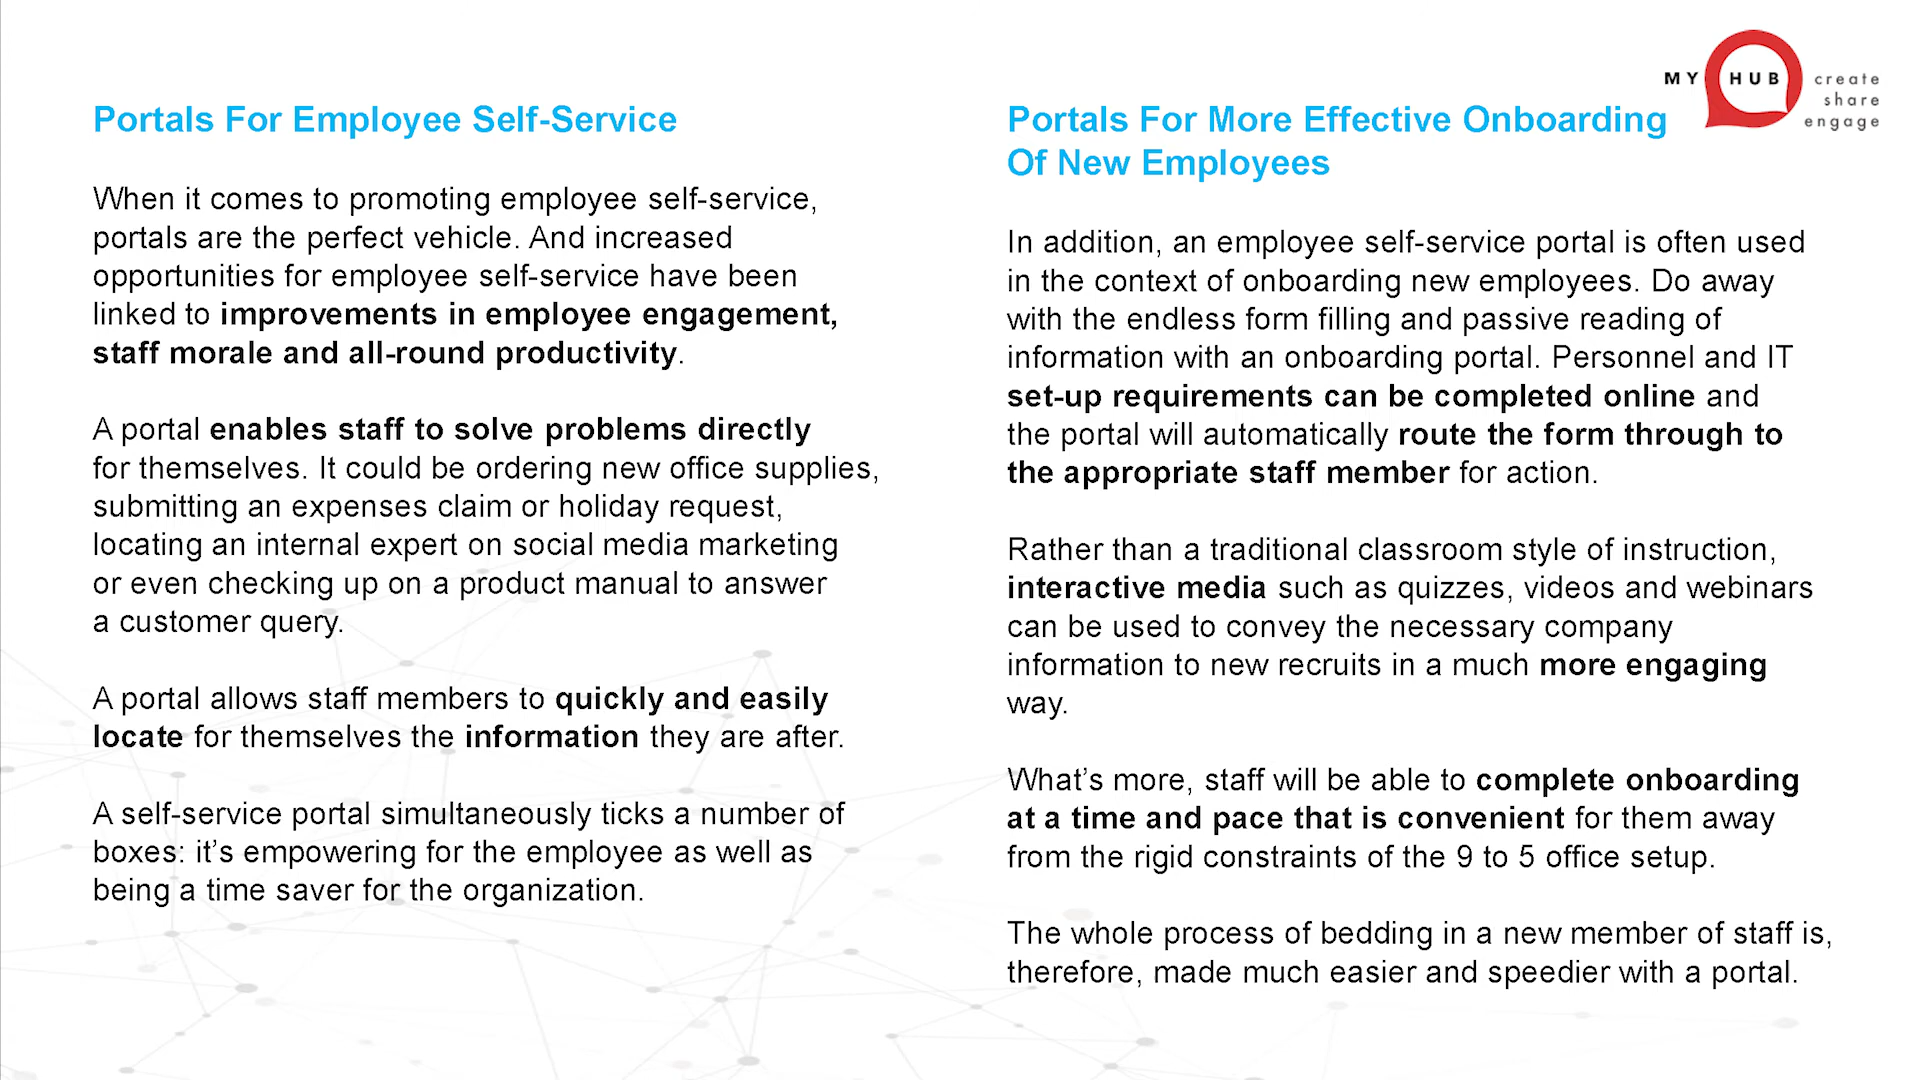 MY HUB create
share
engage
Portals For Employee Self-Service
When it comes to promoting employee self-service,
portals are the perfect vehicle. And increased
opportunities for employee self-service have been
linked to improvements in employee engagement,
staff morale and all-round productivity.
A portal enables staff to solve problems directly
for themselves. It could be ordering new office supplies,
submitting an expenses claim or holiday request,
locating an internal expert on social media marketing
or even checking up on a product manual to answer
a customer query.
A portal allows staff members to quickly and easily
locate for themselves the information they are after.
A self-service portal simultaneously ticks a number of
boxes: it’s empowering for the employee as well as
being a time saver for the organization.
Portals For More Effective Onboarding
Of New Employees
In addition, an employee self-service portal is often used
in the context of onboarding new employees. Do away
with the endless form filling and passive reading of
information with an onboarding portal. Personnel and IT
set-up requirements can be completed online and
the portal will automatically route the form through to
the appropriate staff member for action.
Rather than a traditional classroom style of instruction,
interactive media such as quizzes, videos and webinars
can be used to convey the necessary company
information to new recruits in a much more engaging
way.
What’s more, staff will be able to complete onboarding
at a time and pace that is convenient for them away
from the rigid constraints of the 9 to 5 office setup.
The whole process of bedding in a new member of staff is,
therefore, made much easier and speedier with a portal.